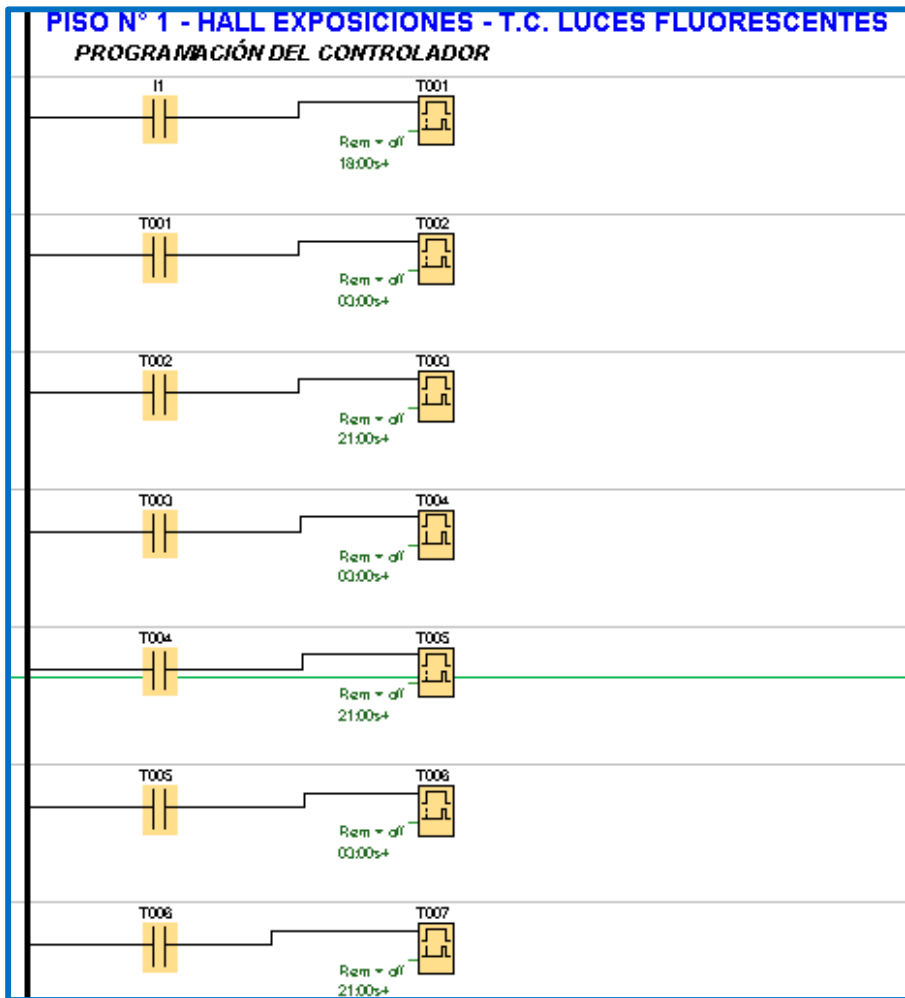 PISO N° 1 - HALL EXPOSICIONES - T.C. LUCES FLUORESCENTES
PROGRAMACIÓN DEL CONTROLADOR
I1
T001
Rem = off
18:00s+
T001
T002
Rem = off
03:00s+
T002
T003
Rem = off
21:00s+
T003
T004
Rem = off
03:00s+
T004
T005
Rem = off
21:00s+
T005
T006
Rem = off
03:00s+
T006
T007
Rem = off
21:00s+